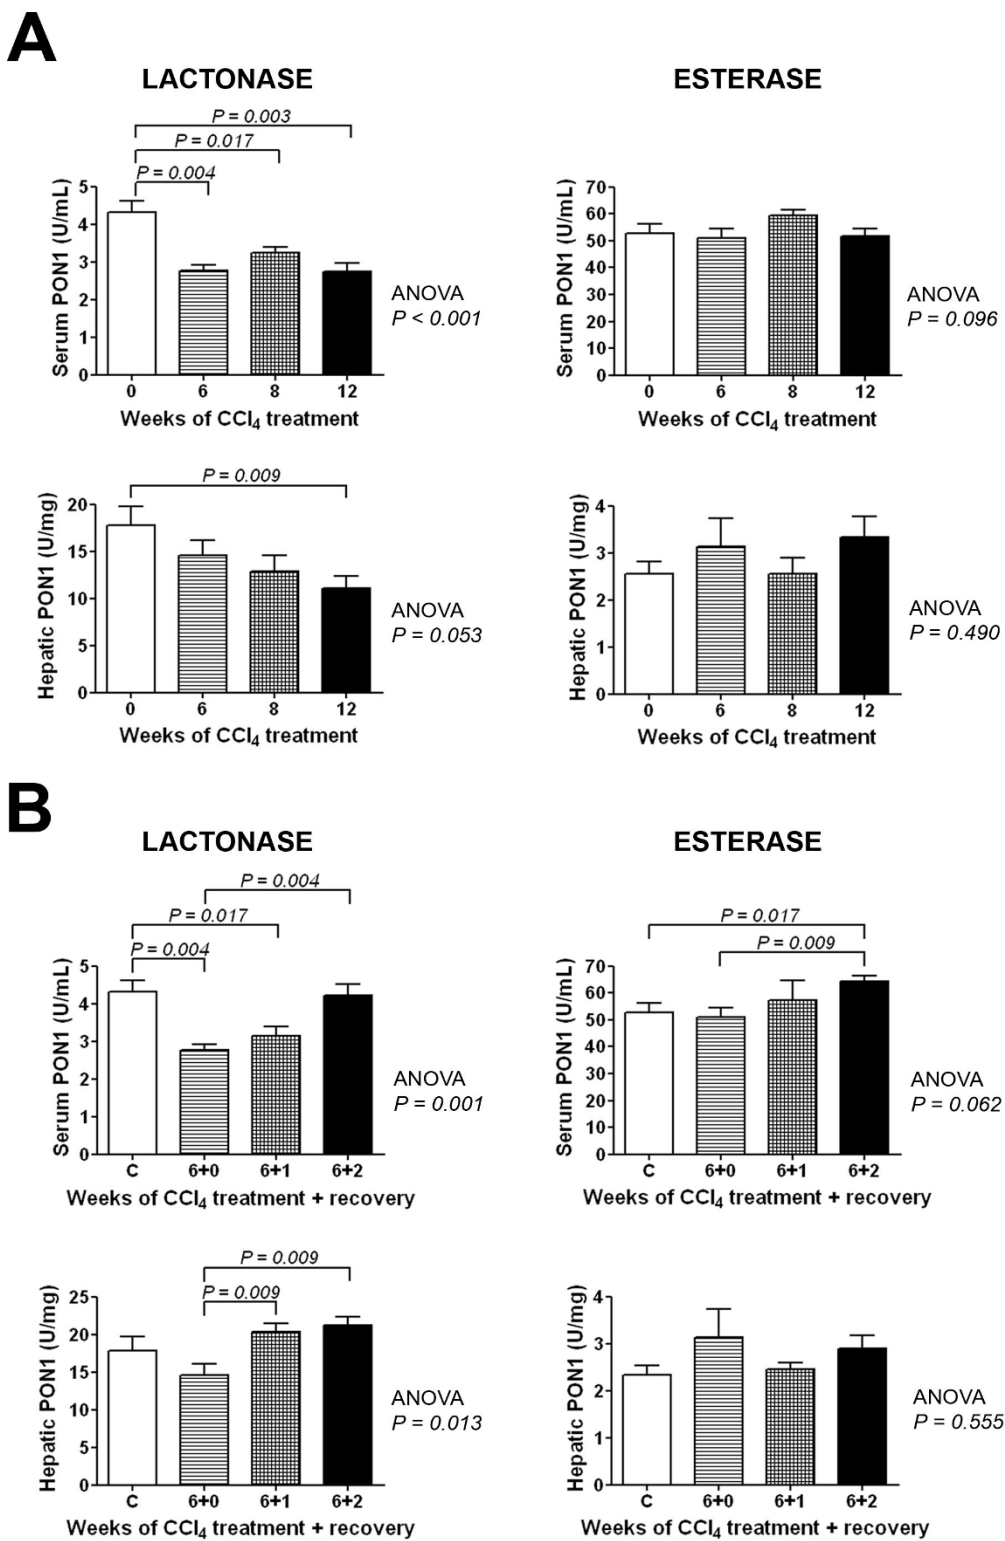 A
LACTONASE
ESTERASE
P = 0.003
P = 0.017
P = 0.004
Serum PON1 (U/mL)
5
4
3
2
1
0
0 6 8 12
Weeks of CCl₄ treatment
ANOVA
P < 0.001
Serum PON1 (U/mL)
70
60
50
40
30
20
10
0
0 6 8 12
Weeks of CCl₄ treatment
ANOVA
P = 0.096
P = 0.009
Hepatic PON1 (U/mg)
20
15
10
5
0
0 6 8 12
Weeks of CCl₄ treatment
ANOVA
P = 0.053
Hepatic PON1 (U/mg)
4
3
2
1
0
0 6 8 12
Weeks of CCl₄ treatment
ANOVA
P = 0.490
B
LACTONASE
ESTERASE
P = 0.004
P = 0.017
P = 0.004
Serum PON1 (U/mL)
5
4
3
2
1
0
C 6+0 6+1 6+2
Weeks of CCl₄ treatment + recovery
ANOVA
P = 0.001
P = 0.017
P = 0.009
Serum PON1 (U/mL)
70
60
50
40
30
20
10
0
C 6+0 6+1 6+2
Weeks of CCl₄ treatment + recovery
ANOVA
P = 0.062
P = 0.009
P = 0.009
Hepatic PON1 (U/mg)
25
20
15
10
5
0
C 6+0 6+1 6+2
Weeks of CCl₄ treatment + recovery
ANOVA
P = 0.013
Hepatic PON1 (U/mg)
4
3
2
1
0
C 6+0 6+1 6+2
Weeks of CCl₄ treatment + recovery
ANOVA
P = 0.555